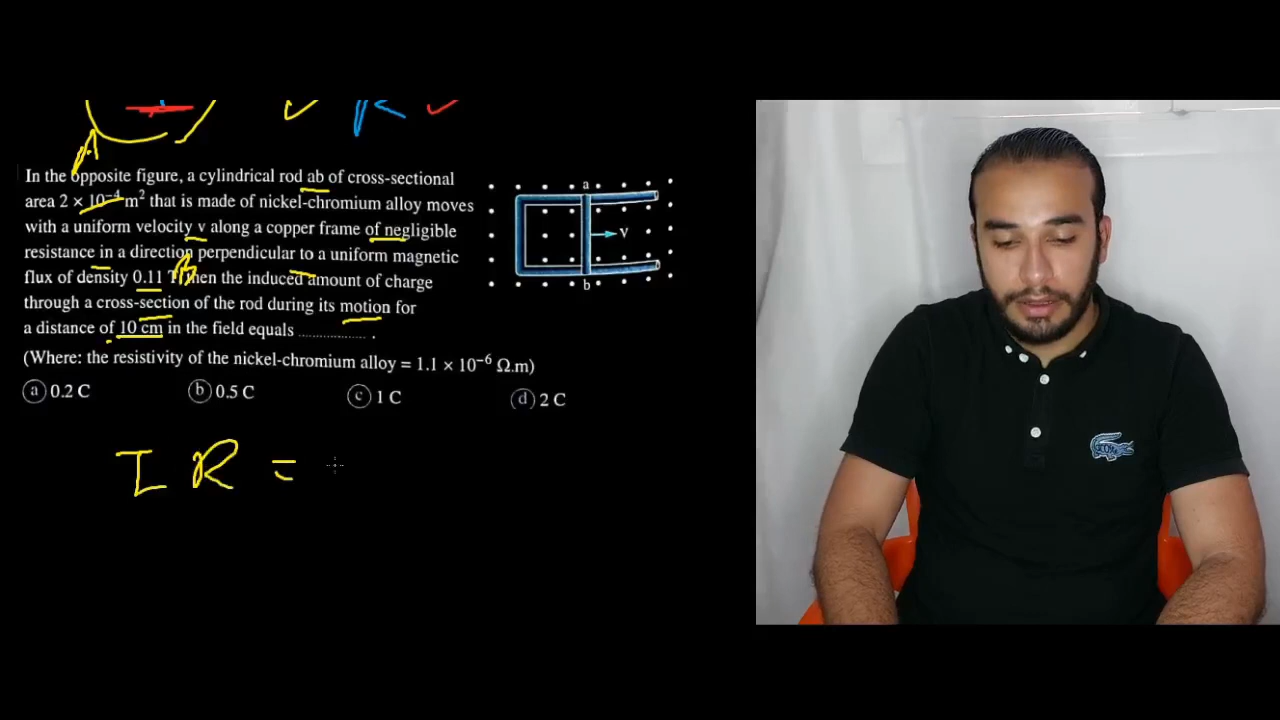 In the opposite figure, a cylindrical rod ab of cross-sectional
area 2 × 10⁻⁴ m² that is made of nickel-chromium alloy moves
with a uniform velocity v along a copper frame of negligible
resistance in a direction perpendicular to a uniform magnetic
flux of density 0.11 T then the induced amount of charge
through a cross-section of the rod during its motion for
a distance of 10 cm in the field equals .................. .
(Where: the resistivity of the nickel-chromium alloy = 1.1 × 10⁻⁶ Ω.m)
a 0.2 C b 0.5 C c 1 C d 2 C
a
v
b
I R =